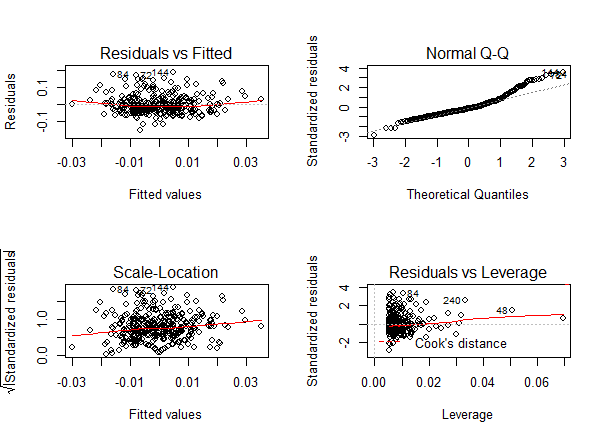 Residuals vs Fitted
Residuals
-0.1 0.1
84 72 144
-0.03 -0.01 0.01 0.03
Fitted values
Normal Q-Q
Standardized residuals
-3 0 2 4
144
-3 -2 -1 0 1 2 3
Theoretical Quantiles
Scale-Location
√|Standardized residuals|
0.0 1.0
84 72 144
-0.03 -0.01 0.01 0.03
Fitted values
Residuals vs Leverage
Standardized residuals
-2 0 2 4
84
240
48
Cook's distance
0.00 0.02 0.04 0.06
Leverage